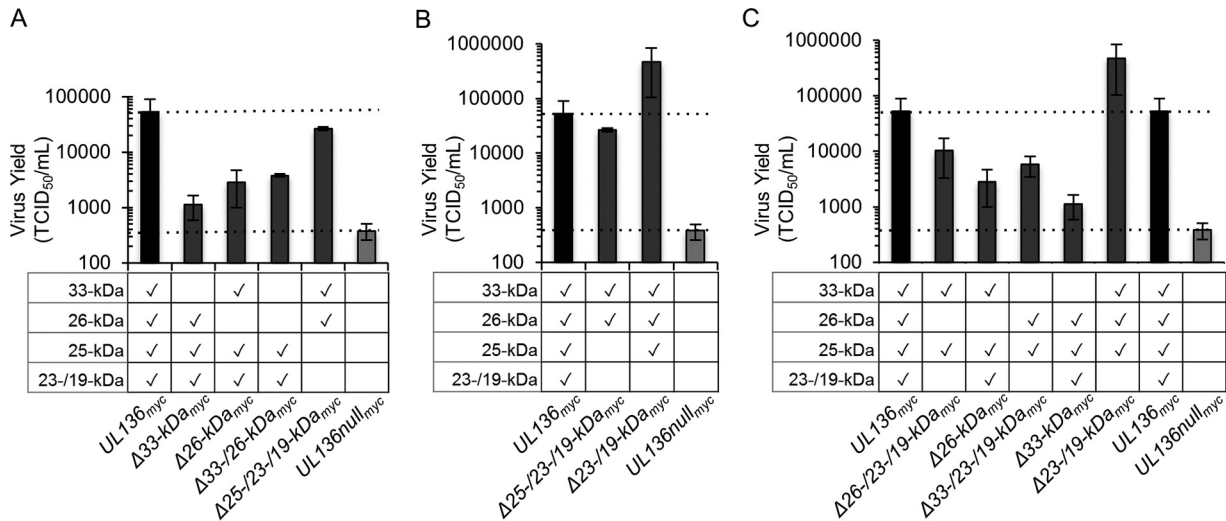 A
Virus Yield
(TCID50/mL)
100000
10000
1000
100
33-kDa ✓ ✓ ✓
26-kDa ✓ ✓ ✓
25-kDa ✓ ✓ ✓ ✓
23-/19-kDa ✓ ✓ ✓ ✓
UL136myc
Δ33-kDamyc
Δ26-kDamyc
Δ33-/26-kDamyc
Δ25-/23-/19-kDamyc
UL136nullmyc
B
Virus Yield
(TCID50/mL)
1000000
100000
10000
1000
100
33-kDa ✓ ✓ ✓
26-kDa ✓ ✓ ✓
25-kDa ✓ ✓
23-/19-kDa ✓
UL136myc
Δ25-/23-/19-kDamyc
Δ23-/19-kDamyc
UL136nullmyc
C
Virus Yield
(TCID50/mL)
1000000
100000
10000
1000
100
33-kDa ✓ ✓ ✓ ✓ ✓
26-kDa ✓ ✓ ✓ ✓ ✓
25-kDa ✓ ✓ ✓ ✓ ✓ ✓ ✓
23-/19-kDa ✓ ✓ ✓ ✓
UL136myc
Δ26-/23-/19-kDamyc
Δ26-kDamyc
Δ33-/23-/19-kDamyc
Δ33-kDamyc
Δ23-/19-kDamyc
UL136myc
UL136nullmyc